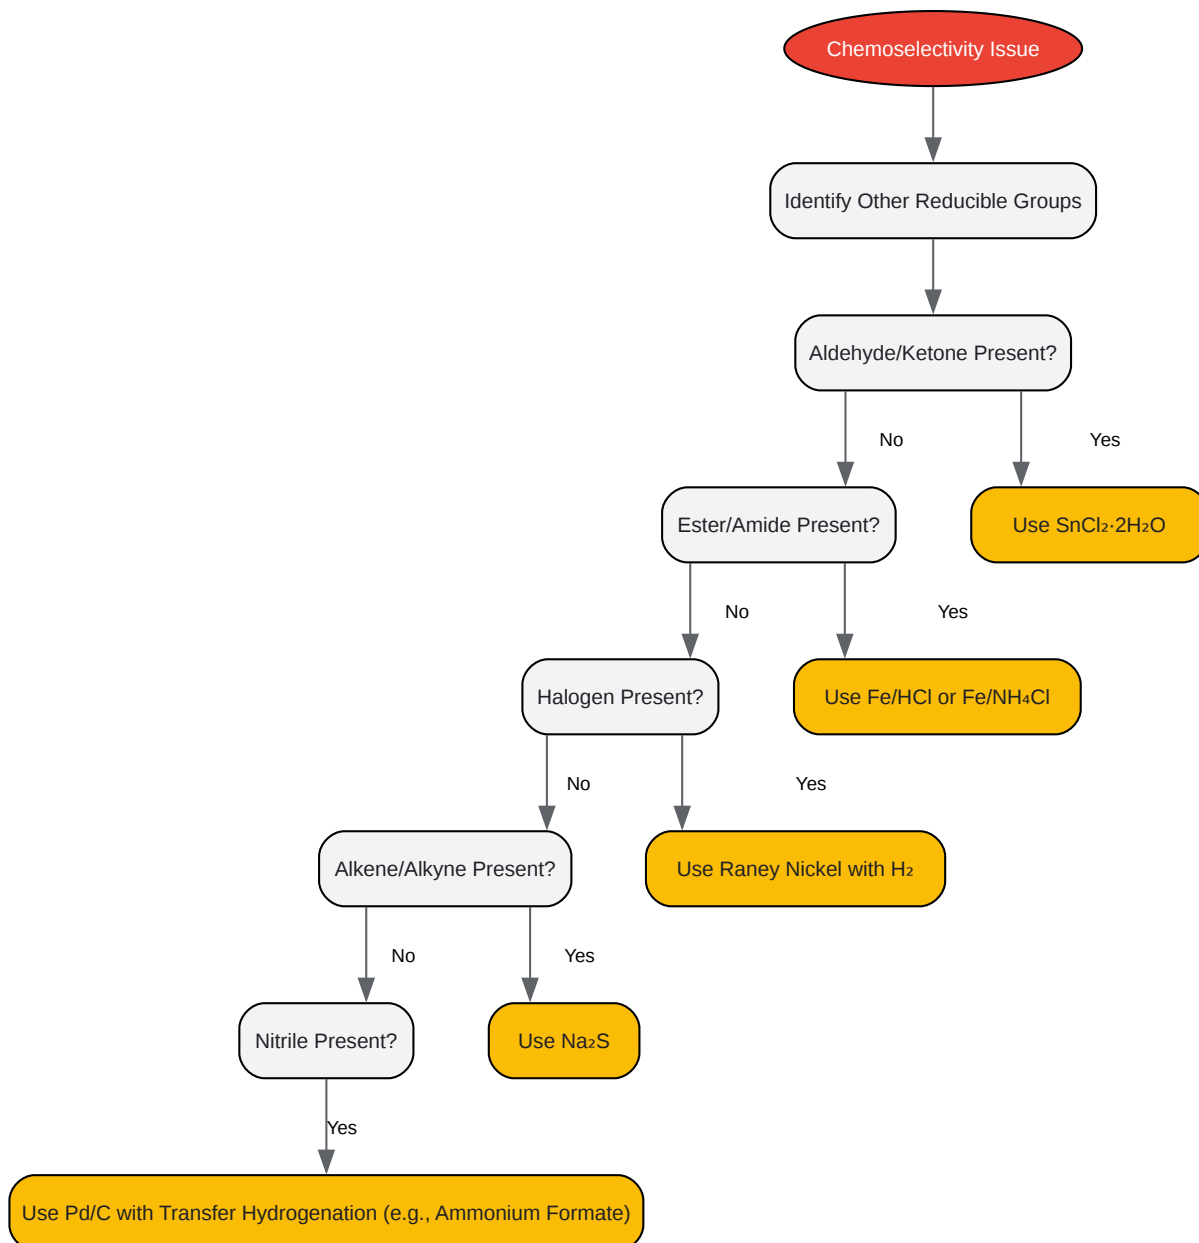 Chemoselectivity Issue
Identify Other Reducible Groups
Aldehyde/Ketone Present?
No
Yes
Ester/Amide Present?
Use SnCl₂·2H₂O
No
Yes
Halogen Present?
Use Fe/HCl or Fe/NH₄Cl
No
Yes
Alkene/Alkyne Present?
Use Raney Nickel with H₂
No
Yes
Nitrile Present?
Use Na₂S
Yes
Use Pd/C with Transfer Hydrogenation (e.g., Ammonium Formate)